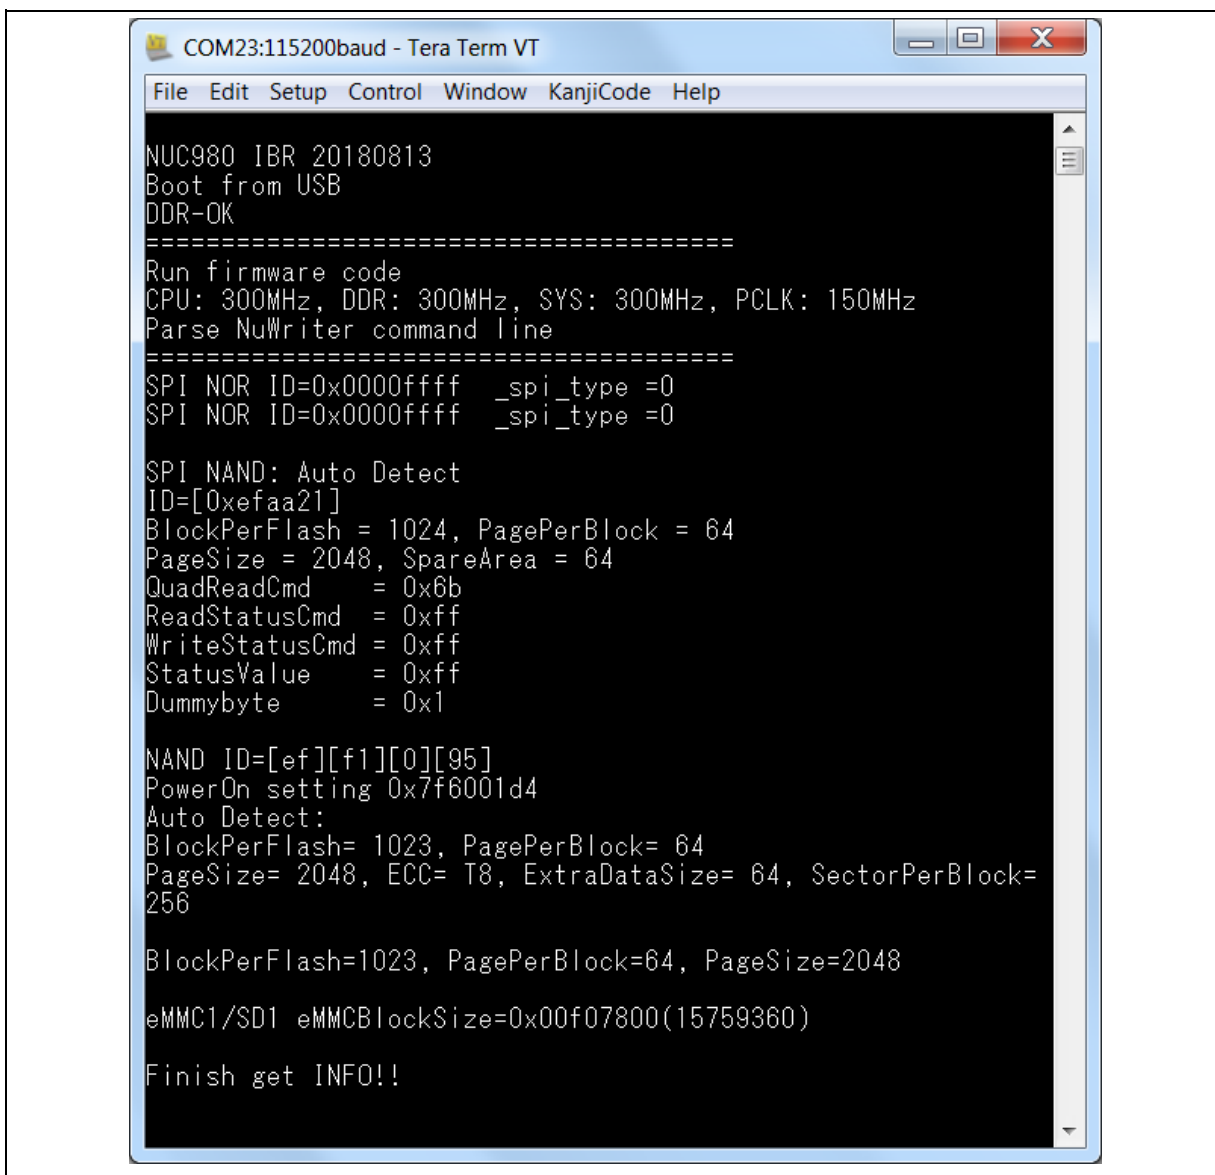 COM23:115200baud - Tera Term VT
File Edit Setup Control Window KanjiCode Help
NUC980 IBR 20180813
Boot from USB
DDR-OK
=======================================
Run firmware code
CPU: 300MHz, DDR: 300MHz, SYS: 300MHz, PCLK: 150MHz
Parse NuWriter command line
=======================================
SPI NOR ID=0x0000ffff  _spi_type =0
SPI NOR ID=0x0000ffff  _spi_type =0
SPI NAND: Auto Detect
ID=[0xefaa21]
BlockPerFlash = 1024, PagePerBlock = 64
PageSize = 2048, SpareArea = 64
QuadReadCmd    = 0x6b
ReadStatusCmd  = 0xff
WriteStatusCmd = 0xff
StatusValue    = 0xff
Dummybyte      = 0x1
NAND ID=[ef][f1][0][95]
PowerOn setting 0x7f6001d4
Auto Detect:
BlockPerFlash= 1023, PagePerBlock= 64
PageSize= 2048, ECC= T8, ExtraDataSize= 64, SectorPerBlock=
256
BlockPerFlash=1023, PagePerBlock=64, PageSize=2048
eMMC1/SD1 eMMCBlockSize=0x00f07800(15759360)
Finish get INFO!!